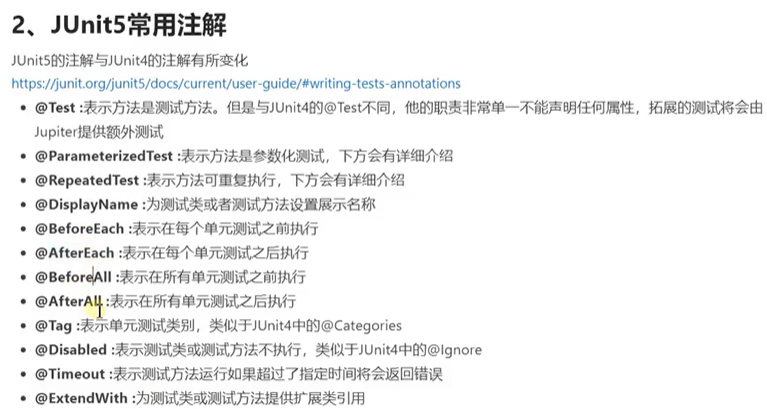 2、JUnit5常用注解
JUnit5的注解与JUnit4的注解有所变化
https://junit.org/junit5/docs/current/user-guide/#writing-tests-annotations
• @Test :表示方法是测试方法。但是与JUnit4的@Test不同，他的职责非常单一不能声明任何属性，拓展的测试将会由
Jupiter提供额外测试
• @ParameterizedTest :表示方法是参数化测试，下方会有详细介绍
• @RepeatedTest :表示方法可重复执行，下方会有详细介绍
• @DisplayName :为测试类或者测试方法设置展示名称
• @BeforeEach :表示在每个单元测试之前执行
• @AfterEach :表示在每个单元测试之后执行
• @BeforeAll :表示在所有单元测试之前执行
• @AfterAll :表示在所有单元测试之后执行
• @Tag :表示单元测试类别，类似于JUnit4中的@Categories
• @Disabled :表示测试类或测试方法不执行，类似于JUnit4中的@Ignore
• @Timeout :表示测试方法运行如果超过了指定时间将会返回错误
• @ExtendWith :为测试类或测试方法提供扩展类引用